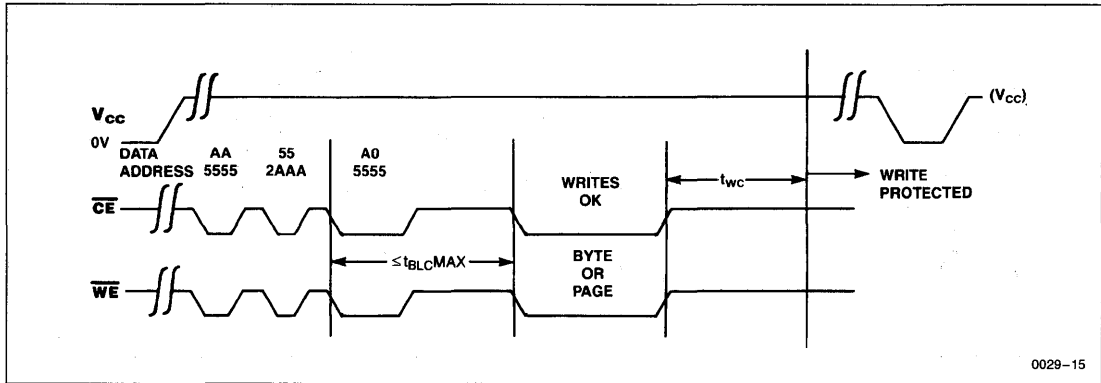 VCC
0V
(VCC)
DATA AA 55 A0
ADDRESS 5555 2AAA 5555
WRITES
OK
tWC
WRITE
PROTECTED
CE
≤tBLCMAX
BYTE
OR
PAGE
WE
0029–15